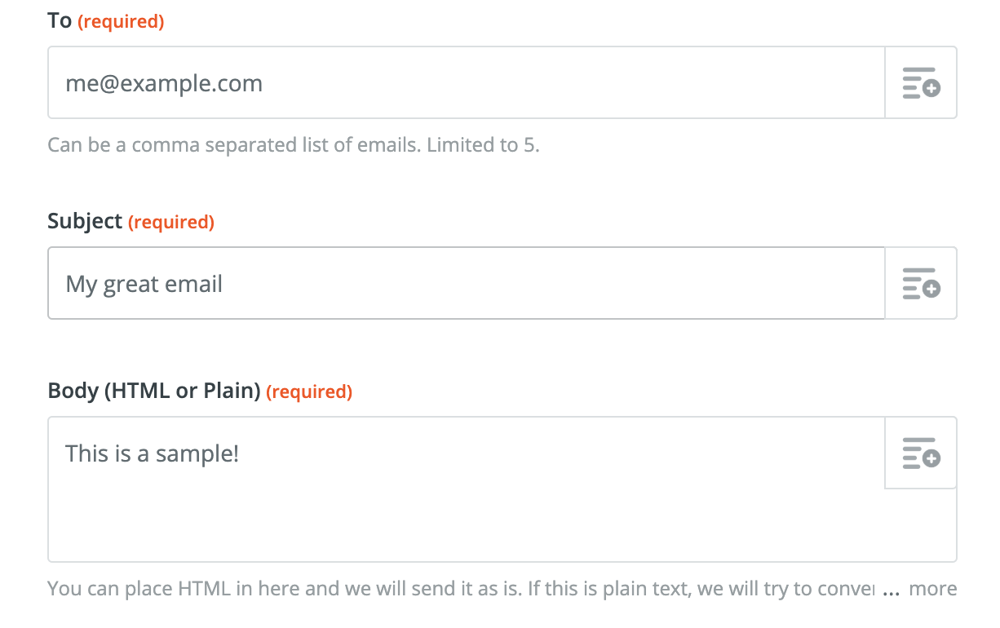 To (required)
me@example.com
Can be a comma separated list of emails. Limited to 5.
Subject (required)
My great email
Body (HTML or Plain) (required)
This is a sample!
You can place HTML in here and we will send it as is. If this is plain text, we will try to conver ... more